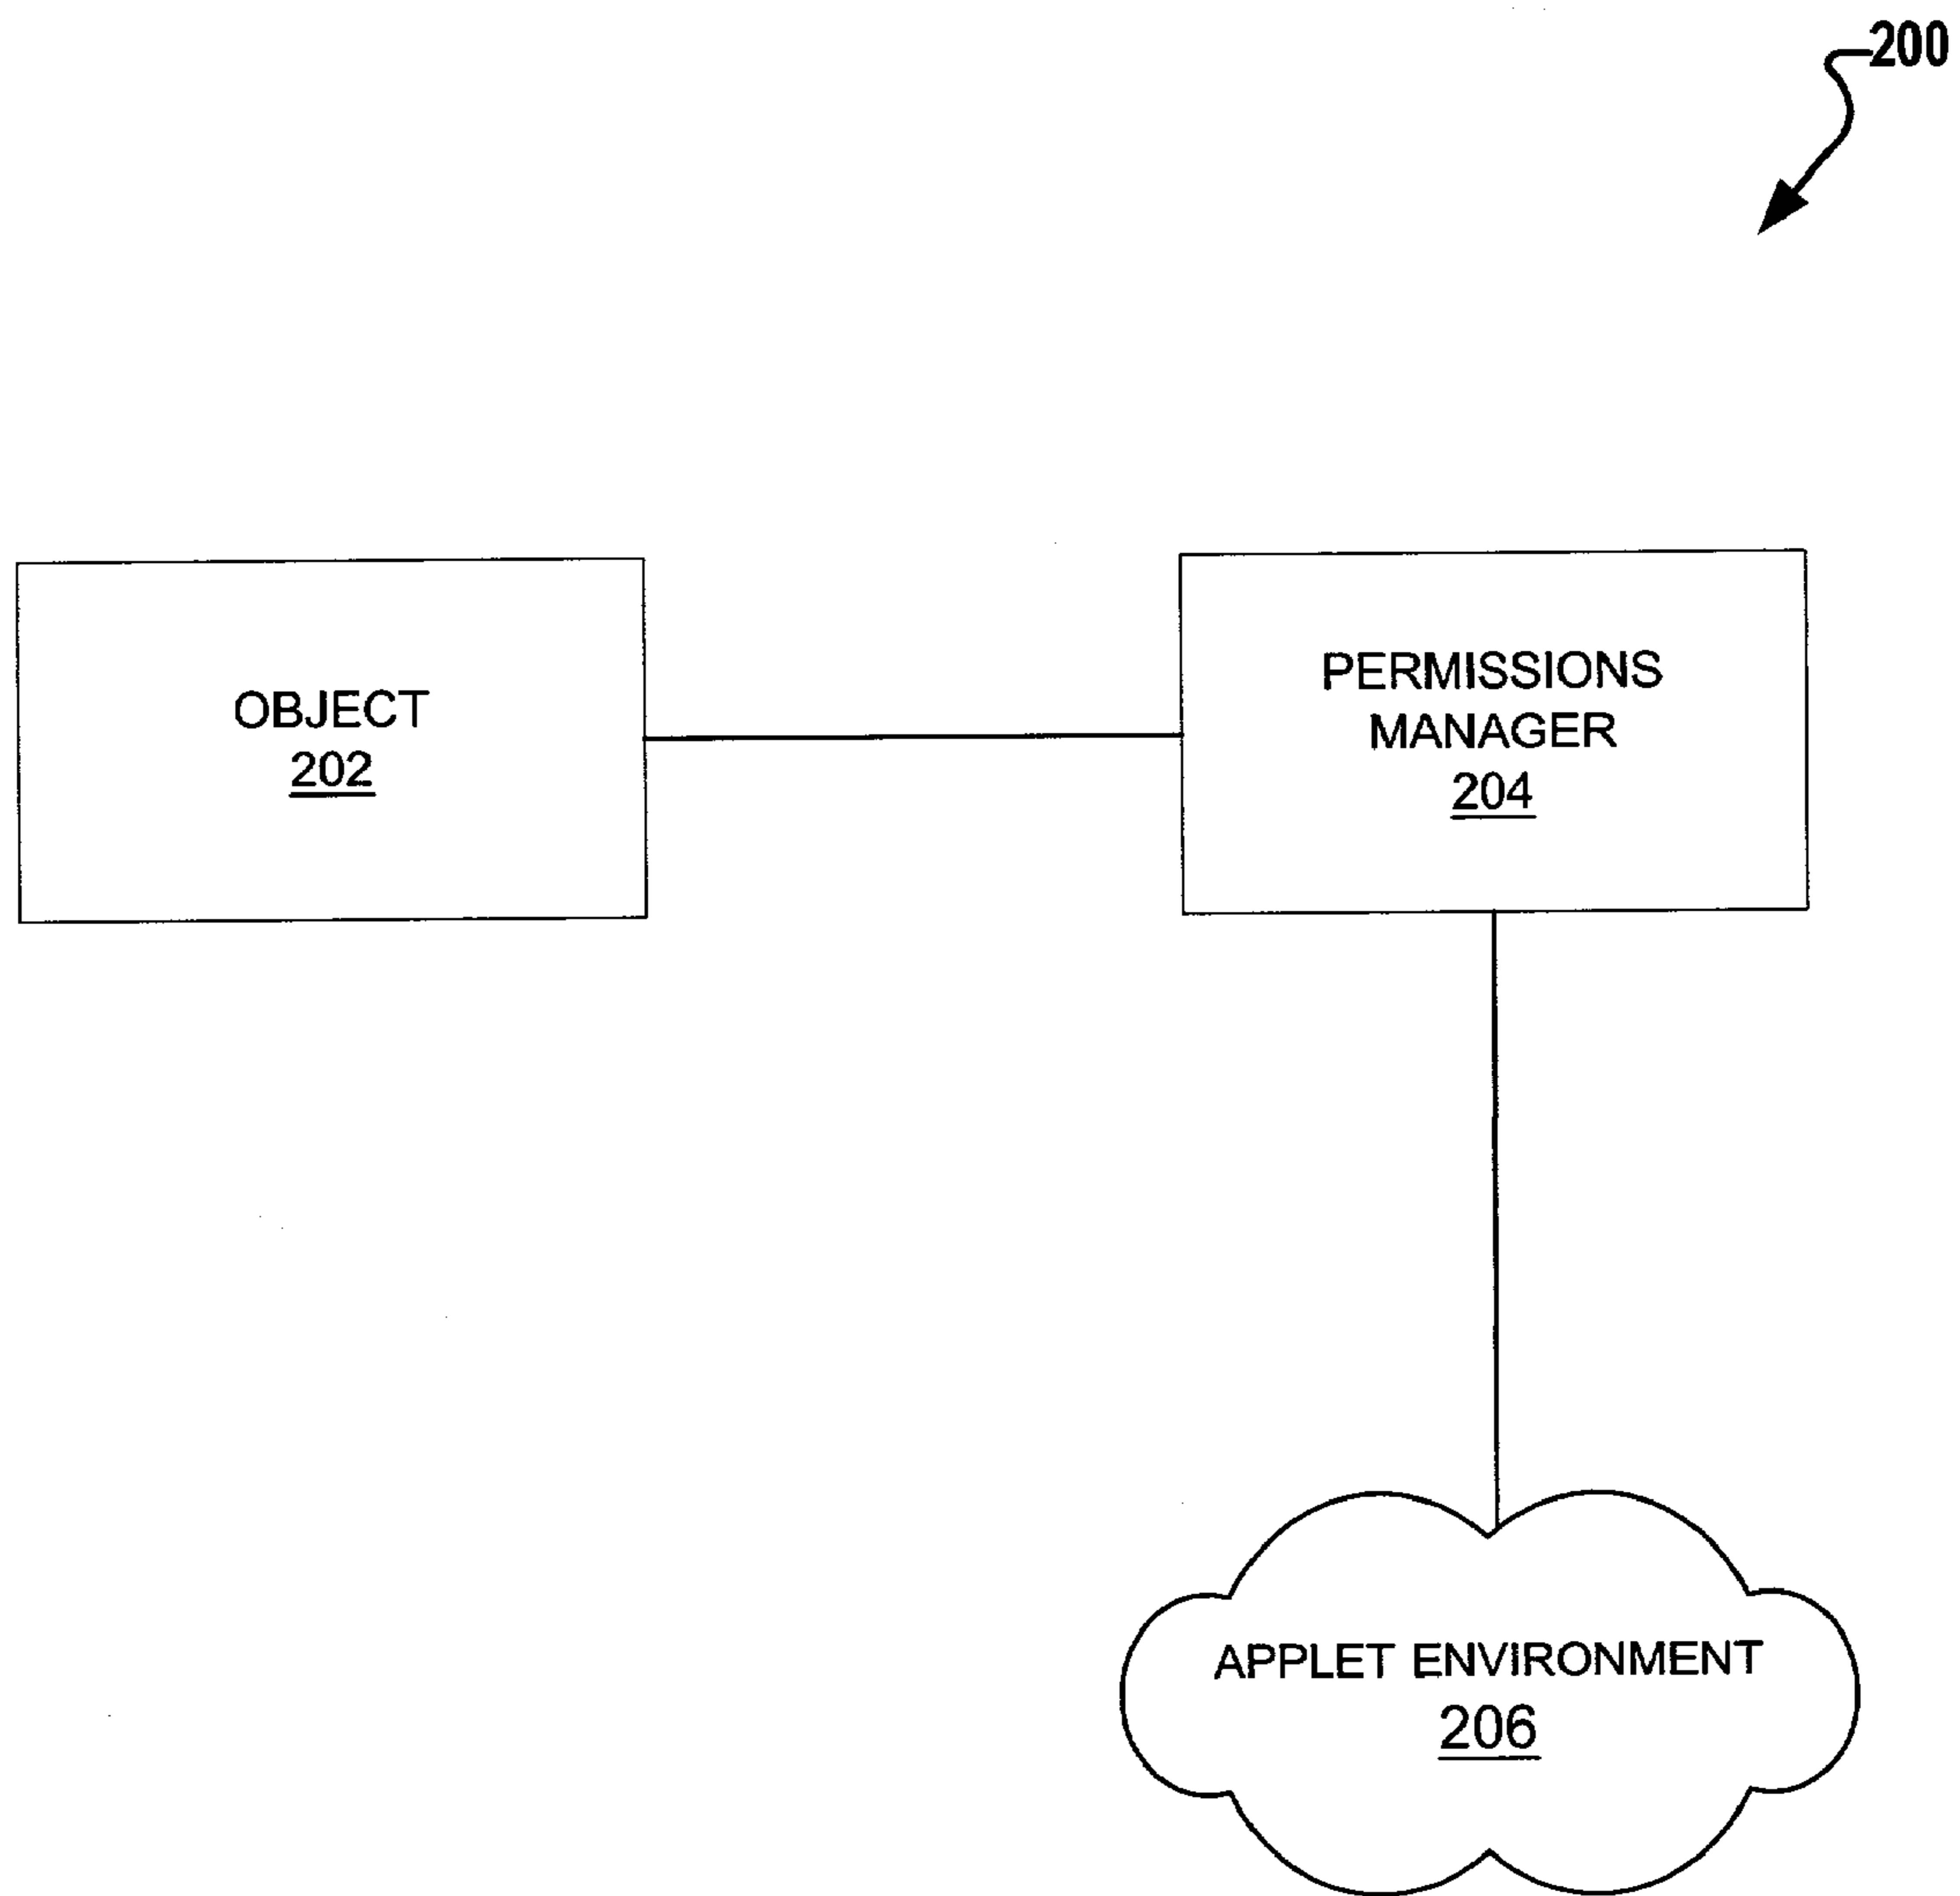 200
OBJECT
202
PERMISSIONS
MANAGER
204
APPLET ENVIRONMENT
206